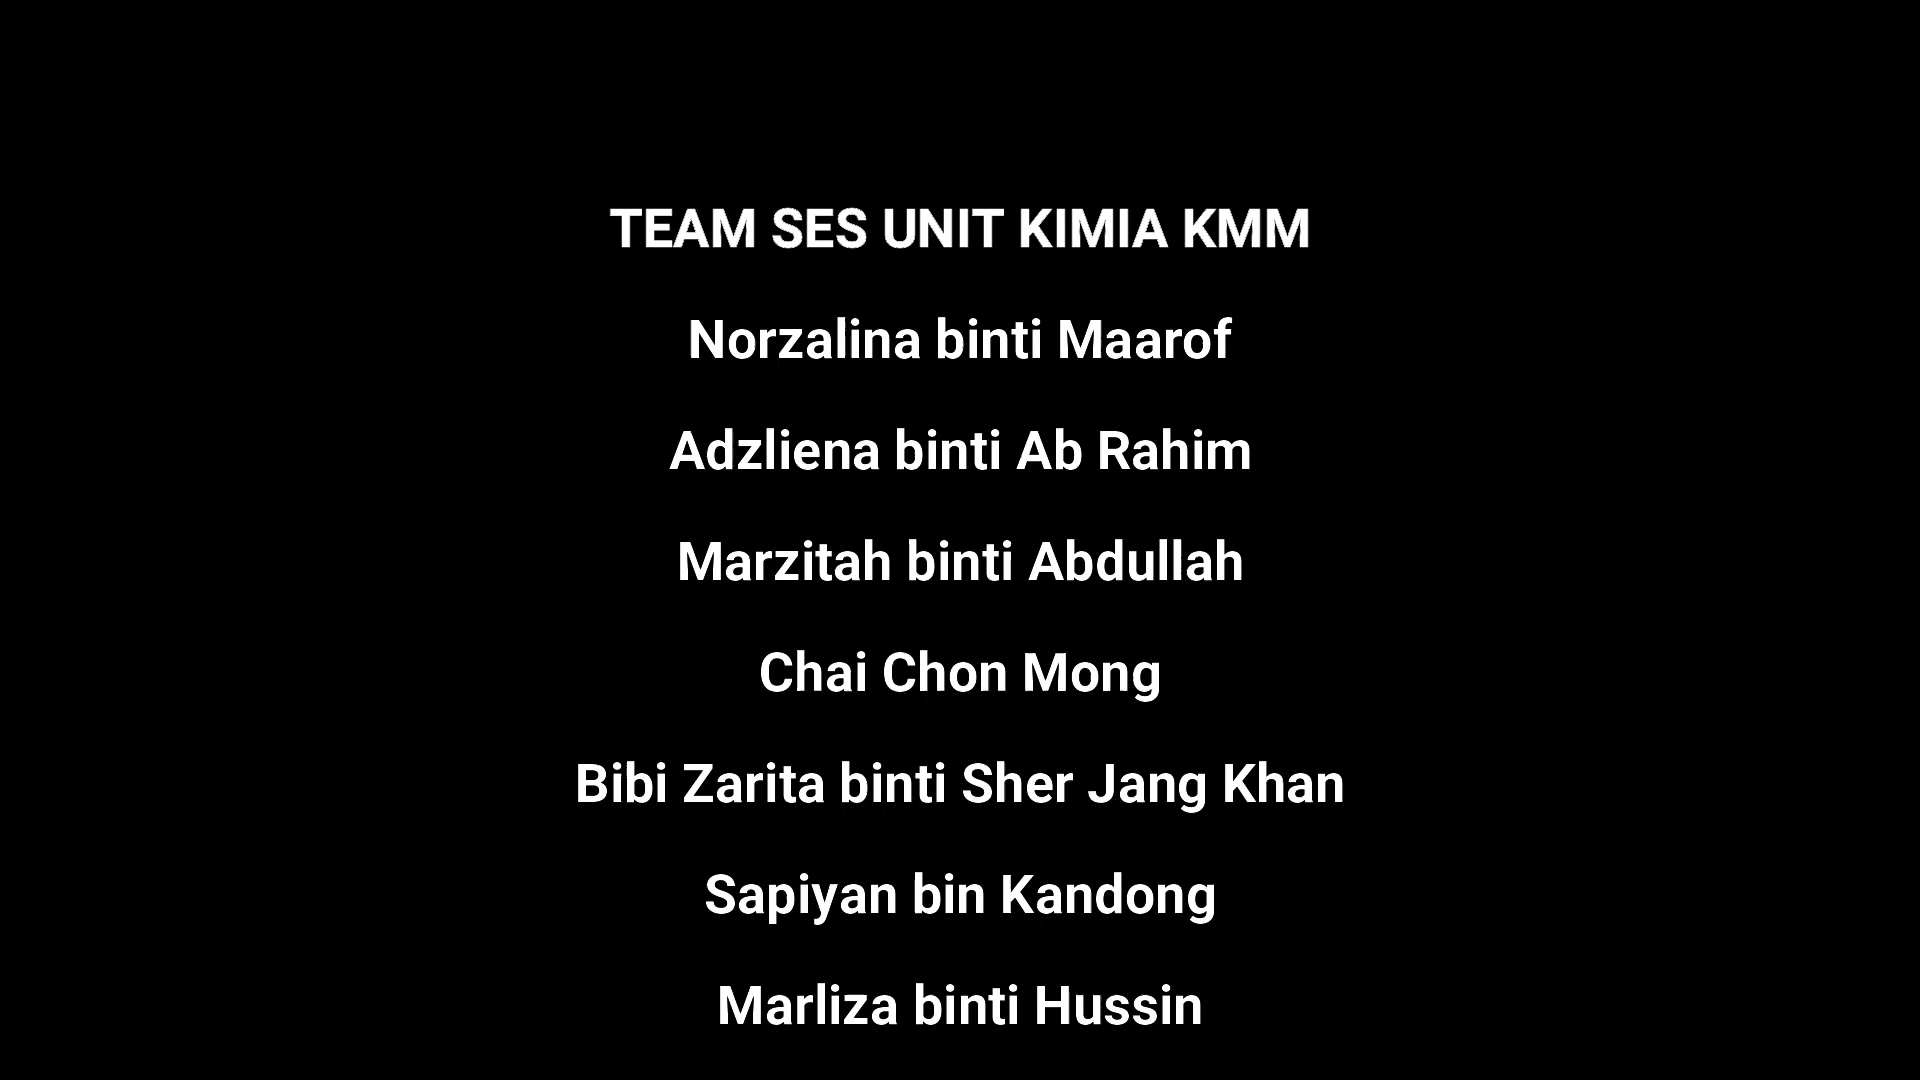 TEAM SES UNIT KIMIA KMM
Norzalina binti Maarof
Adzliena binti Ab Rahim
Marzitah binti Abdullah
Chai Chon Mong
Bibi Zarita binti Sher Jang Khan
Sapiyan bin Kandong
Marliza binti Hussin